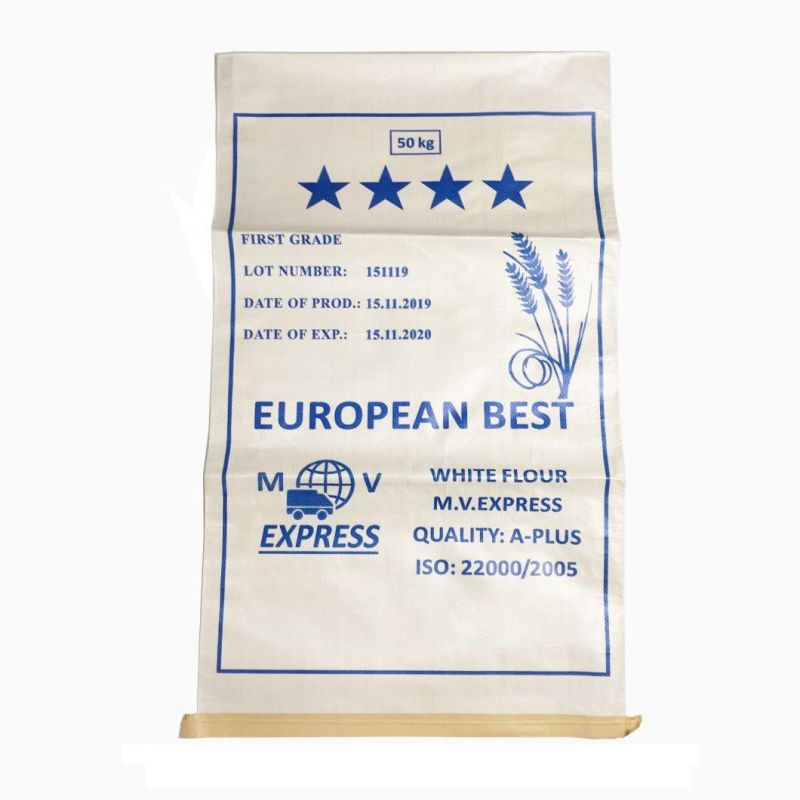 50 kg
FIRST GRADE
LOT NUMBER: 151119
DATE OF PROD.: 15.11.2019
DATE OF EXP.: 15.11.2020
EUROPEAN BEST
M V
EXPRESS
WHITE FLOUR
M.V.EXPRESS
QUALITY: A-PLUS
ISO: 22000/2005